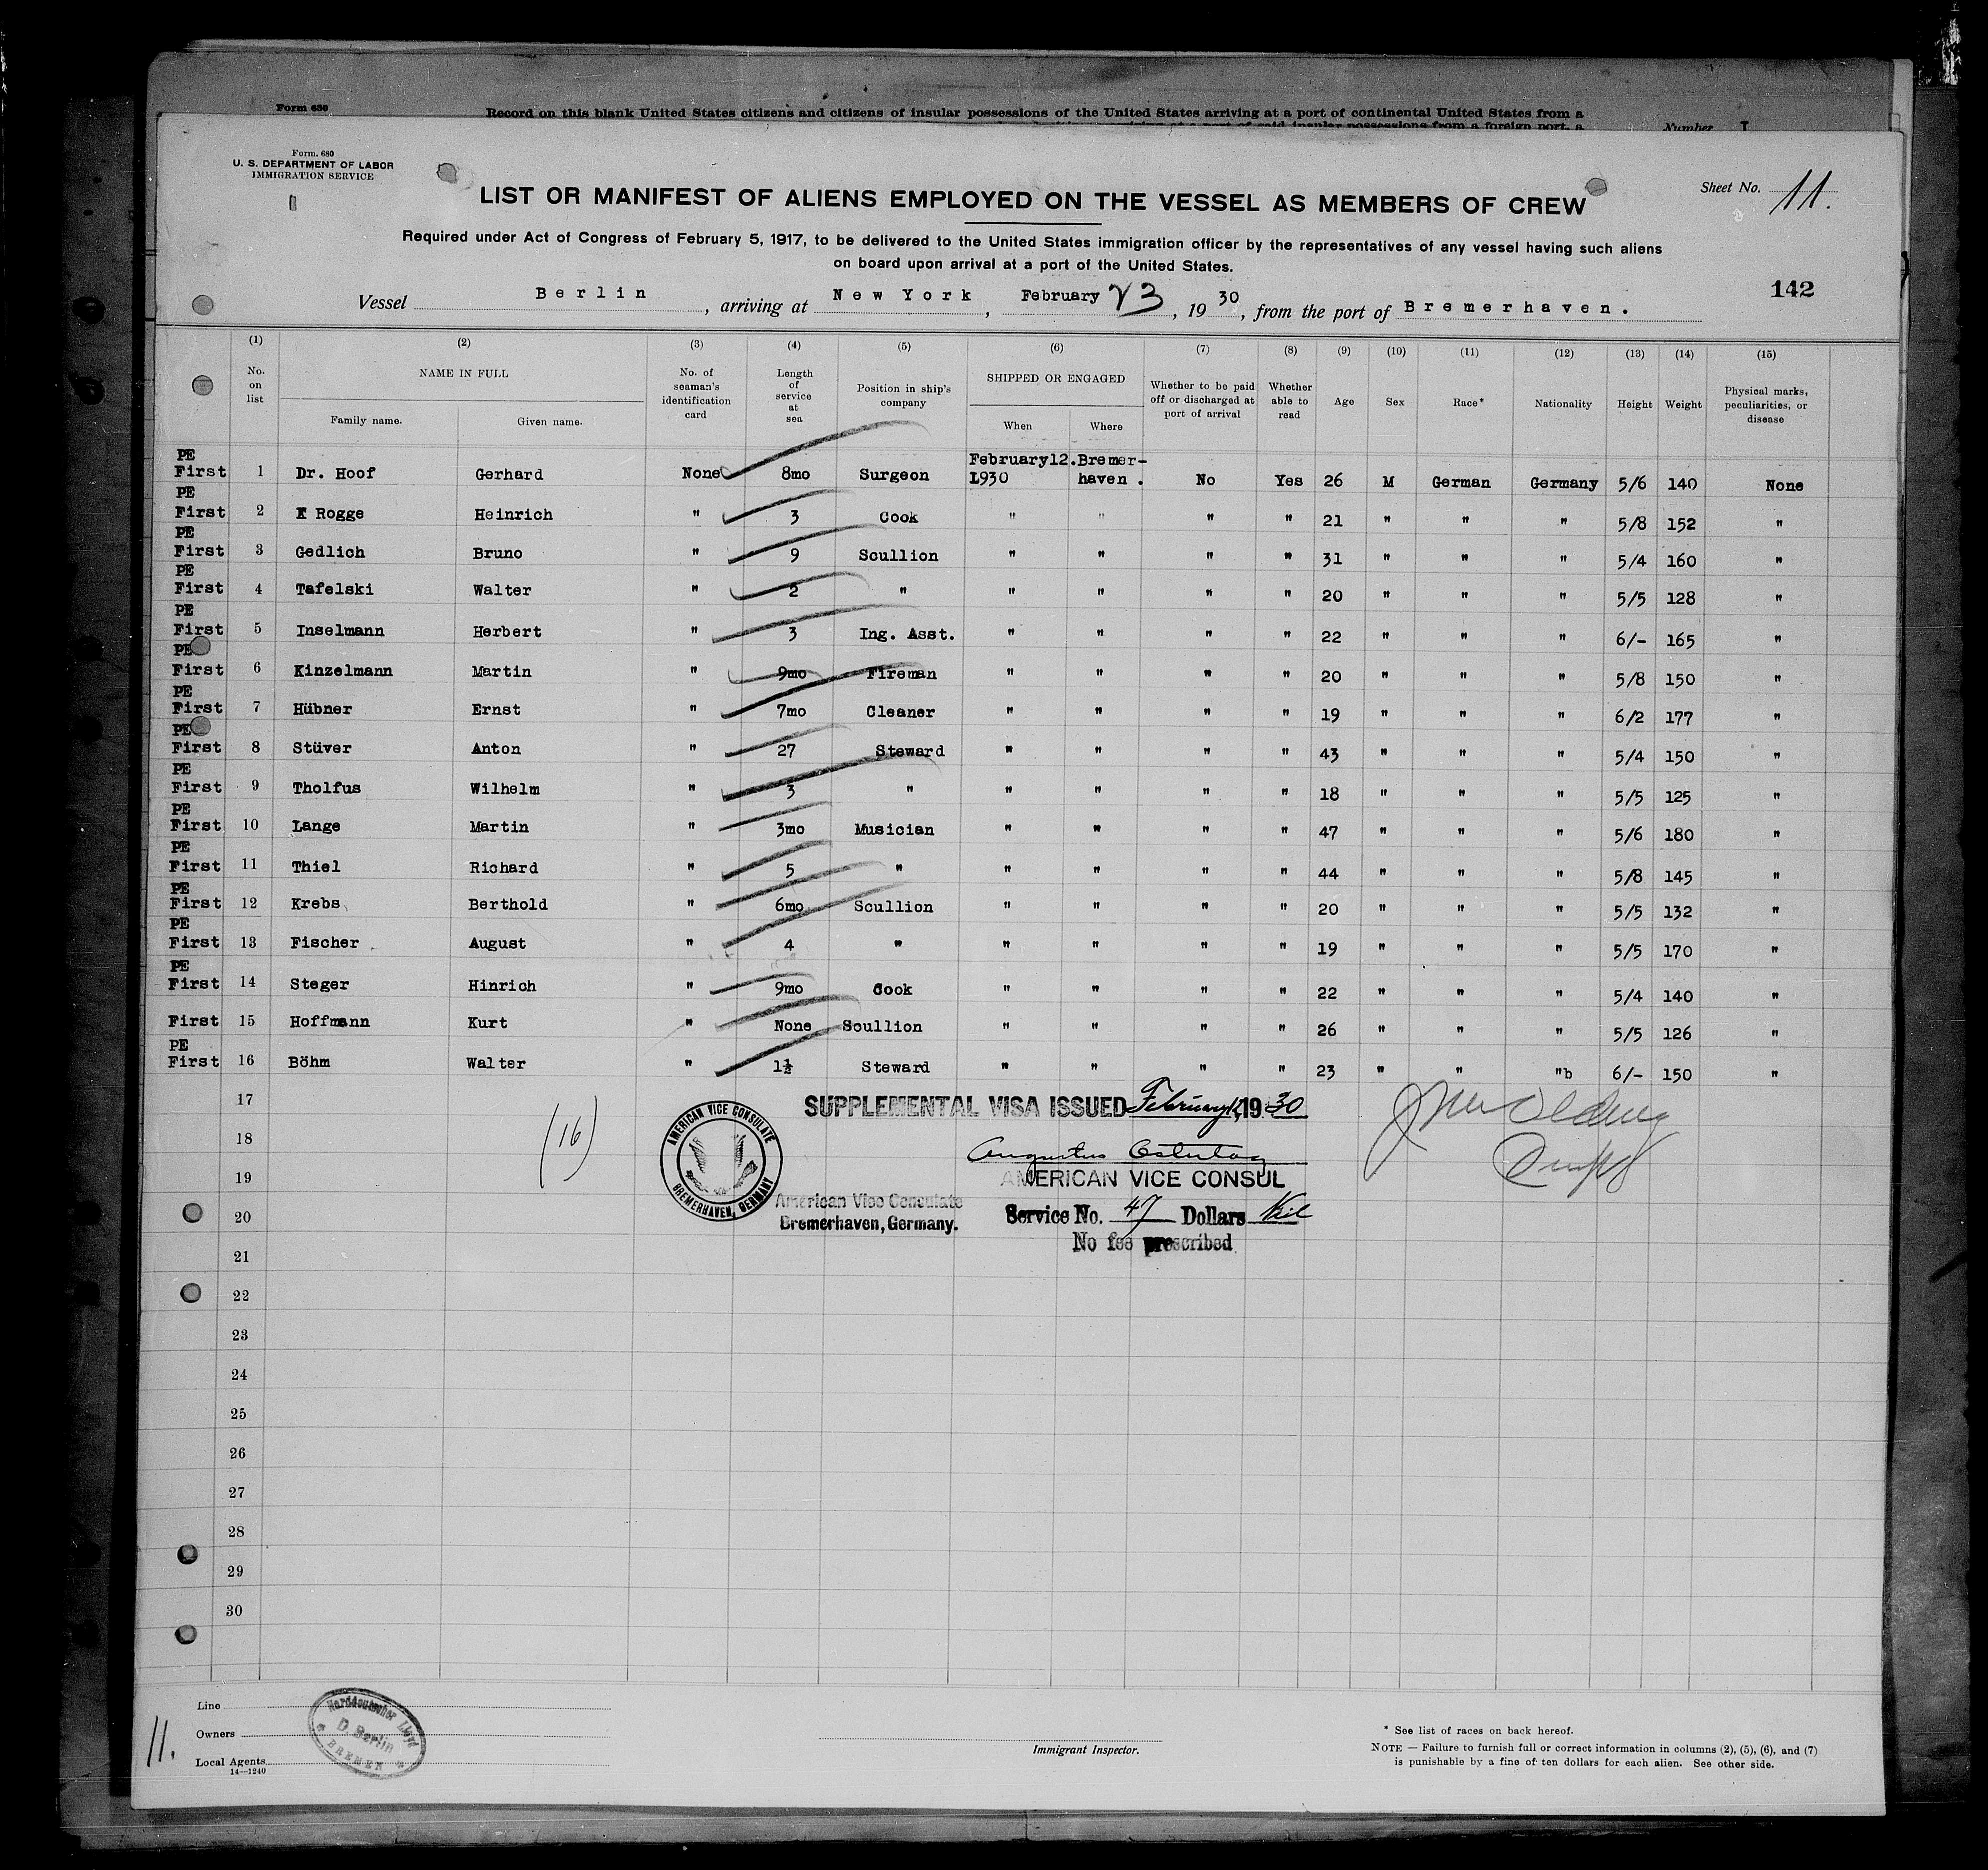 Form 630
Record on this blank United States citizens and citizens of insular possessions of the United States arriving at a port of continental United States from a
Number I
Form. 680
U. S. DEPARTMENT OF LABOR
IMMIGRATION SERVICE
Sheet No. 11.
LIST OR MANIFEST OF ALIENS EMPLOYED ON THE VESSEL AS MEMBERS OF CREW
Required under Act of Congress of February 5, 1917, to be delivered to the United States immigration officer by the representatives of any vessel having such aliens
on board upon arrival at a port of the United States.
142
Vessel Berlin, arriving at New York, February 23, 1930, from the port of Bremerhaven.
(1) (2) (3) (4) (5) (6) (7) (8) (9) (10) (11) (12) (13) (14) (15)
No. on list NAME IN FULL Family name. Given name. No. of seaman's identification card Length of service at sea Position in ship's company SHIPPED OR ENGAGED When Where Whether to be paid off or discharged at port of arrival Whether able to read Age Sex Race* Nationality Height Weight Physical marks, peculiarities, or disease
PE First 1 Dr. Hoof Gerhard None 8mo Surgeon February12. 1930 Bremer-haven. No Yes 26 M German Germany 5/6 140 None
PE First 2 Rogge Heinrich " 3 Cook " " " " 21 " " " 5/8 152 "
PE First 3 Gedlich Bruno " 9 Scullion " " " " 31 " " " 5/4 160 "
PE First 4 Tafelski Walter " 2 " " " " " 20 " " " 5/5 128 "
PE First 5 Inselmann Herbert " 3 Ing. Asst. " " " " 22 " " " 6/- 165 "
PE First 6 Kinzelmann Martin " 9mo Fireman " " " " 20 " " " 5/8 150 "
PE First 7 Hübner Ernst " 7mo Cleaner " " " " 19 " " " 6/2 177 "
PE First 8 Stüver Anton " 27 Steward " " " " 43 " " " 5/4 150 "
PE First 9 Tholfus Wilhelm " 3 " " " " " 18 " " " 5/5 125 "
PE First 10 Lange Martin " 3mo Musician " " " " 47 " " " 5/6 180 "
PE First 11 Thiel Richard " 5 " " " " " 44 " " " 5/8 145 "
PE First 12 Krebs Berthold " 6mo Scullion " " " " 20 " " " 5/5 132 "
PE First 13 Fischer August " 4 " " " " " 19 " " " 5/5 170 "
PE First 14 Steger Hinrich " 9mo Cook " " " " 22 " " " 5/4 140 "
First 15 Hoffmann Kurt " None Scullion " " " " 26 " " " 5/5 126 "
PE First 16 Böhm Walter " 1½ Steward " " " " 23 " " "b 6/- 150 "
17
18
19
20
21
22
23
24
25
26
27
28
29
30
(16)
AMERICAN VICE CONSULATE
BREMERHAVEN, GERMANY
American Vice Consulate
Bremerhaven, Germany.
SUPPLEMENTAL VISA ISSUED February 12, 1930
AMERICAN VICE CONSUL
Service No. 47 Dollars
No fee prescribed
Line
Owners
Local Agents
14—1240
11.
Norddeutscher Lloyd
D. Berlin
BREMEN
Immigrant Inspector.
* See list of races on back hereof.
NOTE — Failure to furnish full or correct information in columns (2), (5), (6), and (7)
is punishable by a fine of ten dollars for each alien. See other side.